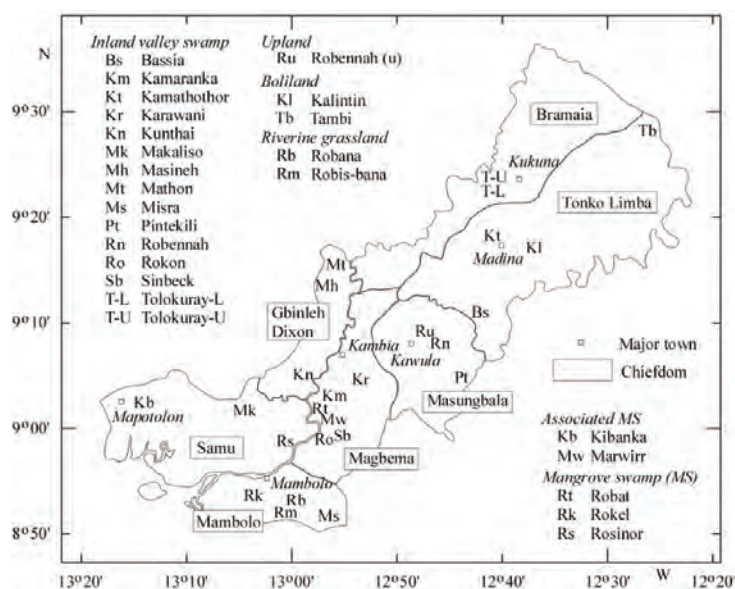 Inland valley swamp
Bs Bassia
Km Kamaranka
Kt Kamathothor
Kr Karawani
Kn Kunthai
Mk Makaliso
Mh Masineh
Mt Mathon
Ms Misra
Pt Pintekili
Rn Robennah
Ro Rokon
Sb Sinbeck
T-L Tolokuray-L
T-U Tolokuray-U
Upland
Ru Robennah (u)
Boliland
Kl Kalintin
Tb Tambi
Riverine grassland
Rb Robana
Rm Robis-bana
N
9°30'
9°20'
9°10'
9°00'
8°50'
Bramaia
Tb
Kukuna
T-U
T-L
Tonko Limba
Kt
Kl
Madina
Mt
Mh
Gbinleh
Dixon
Bs
Ru
Rn
Kambia
Kawula
Kn
Kr
Pt
Km
Masungbala
Kb
Mapotolon
Mk
Rt
Mw
Samu
Rs
Ro
Sb
Magbema
Mambolo
Rk
Rb
Rm
Ms
Mambolo
Major town
Chiefdom
Associated MS
Kb Kibanka
Mw Marwirr
Mangrove swamp (MS)
Rt Robat
Rk Rokel
Rs Rosinor
13°20' 13°10' 13°00' 12°50' 12°40' 12°30' W 12°20'